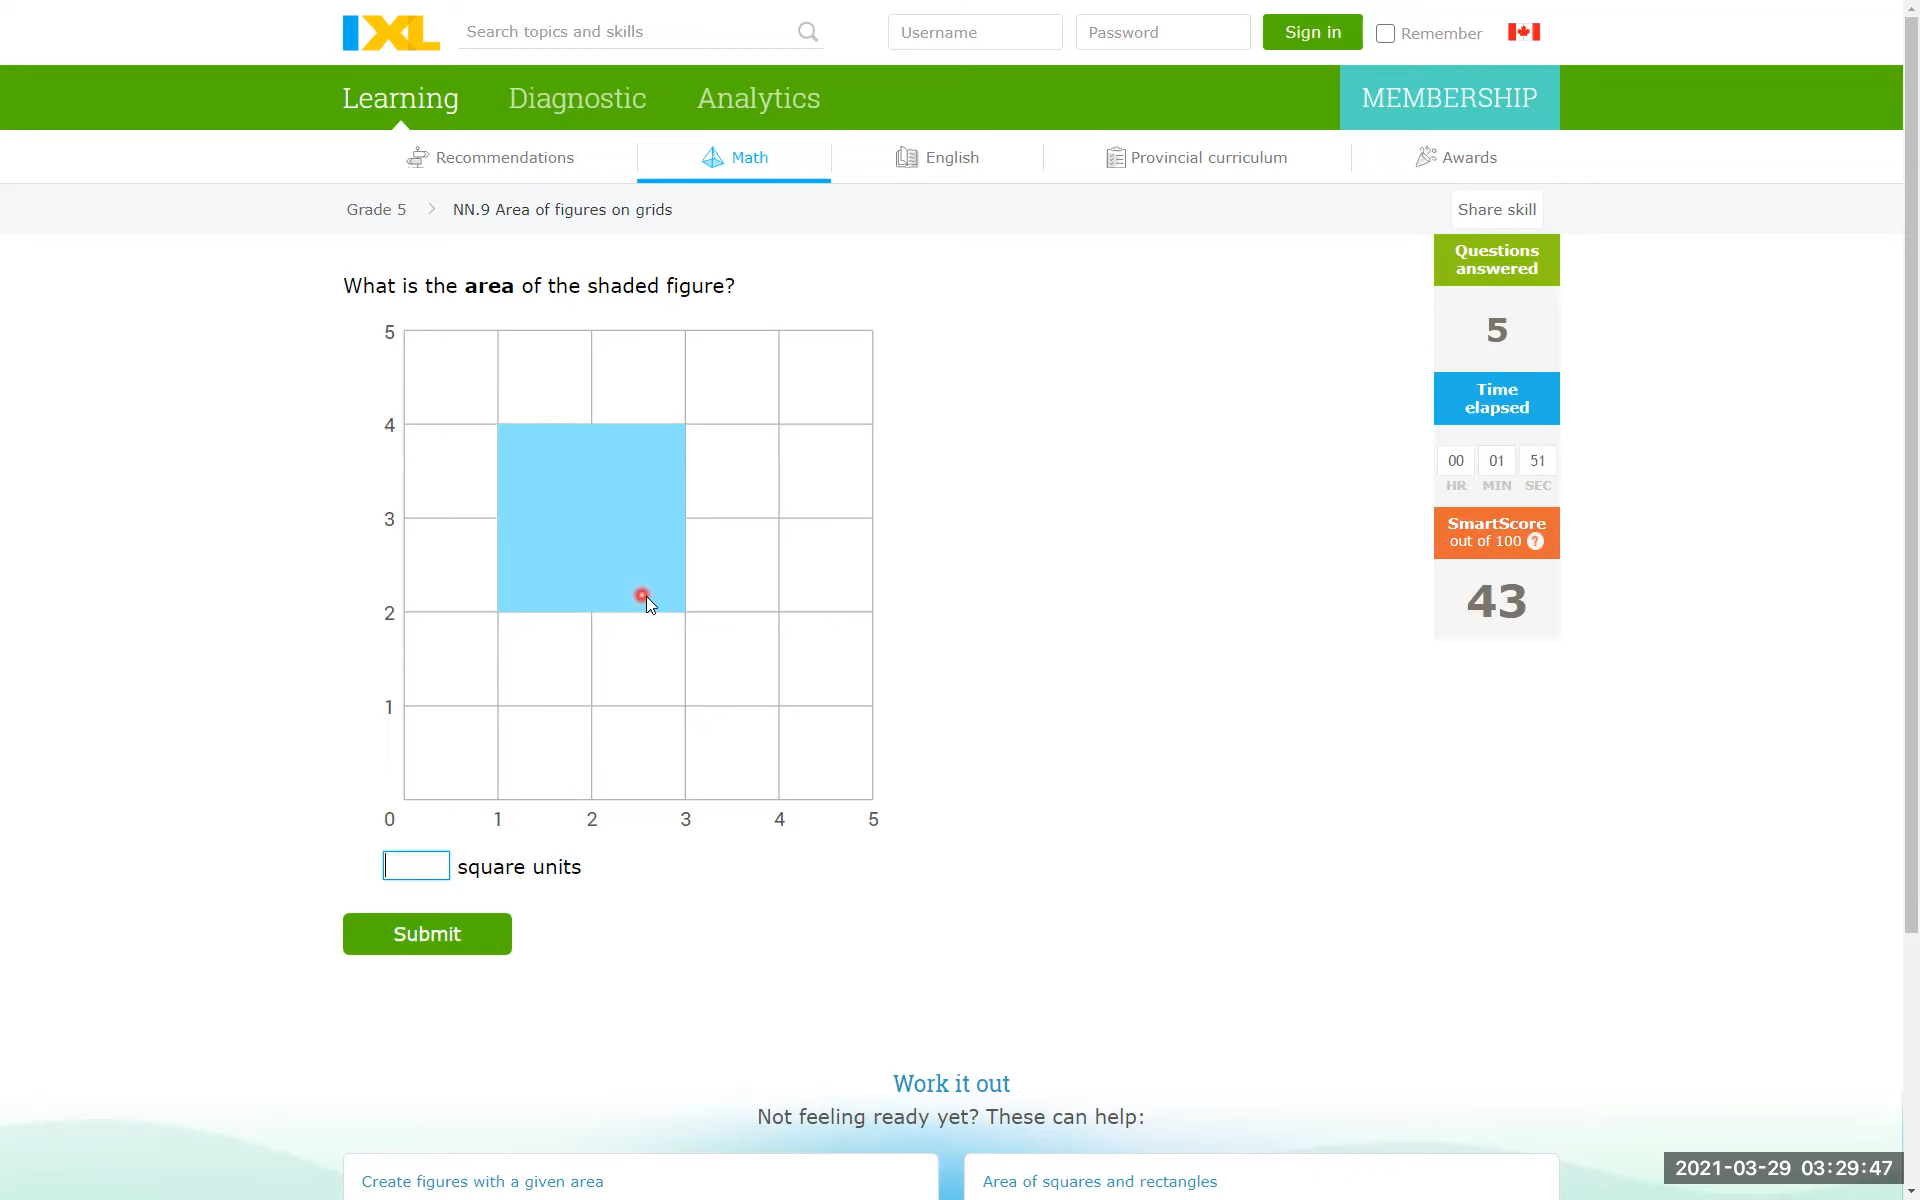 IXL
Search topics and skills
Username
Password
Sign in
Remember
Learning
Diagnostic
Analytics
MEMBERSHIP
Recommendations
Math
English
Provincial curriculum
Awards
Grade 5 > NN.9 Area of figures on grids
Share skill
Questions
answered
5
Time
elapsed
00 01 51
HR MIN SEC
SmartScore
out of 100 ?
43
What is the area of the shaded figure?
5
4
3
2
1
0 1 2 3 4 5
square units
Submit
Work it out
Not feeling ready yet? These can help:
Create figures with a given area
Area of squares and rectangles
2021-03-29 03:29:47